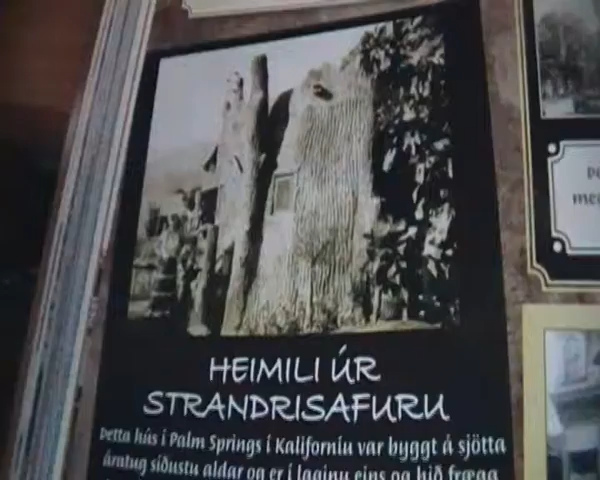 HEIMILI ÚR
STRANDRISAFURU
Þetta hús í Palm Springs í Kaliforníu var byggt á sjötta
áratug síðustu aldar og er í laginu eins og hið fræga